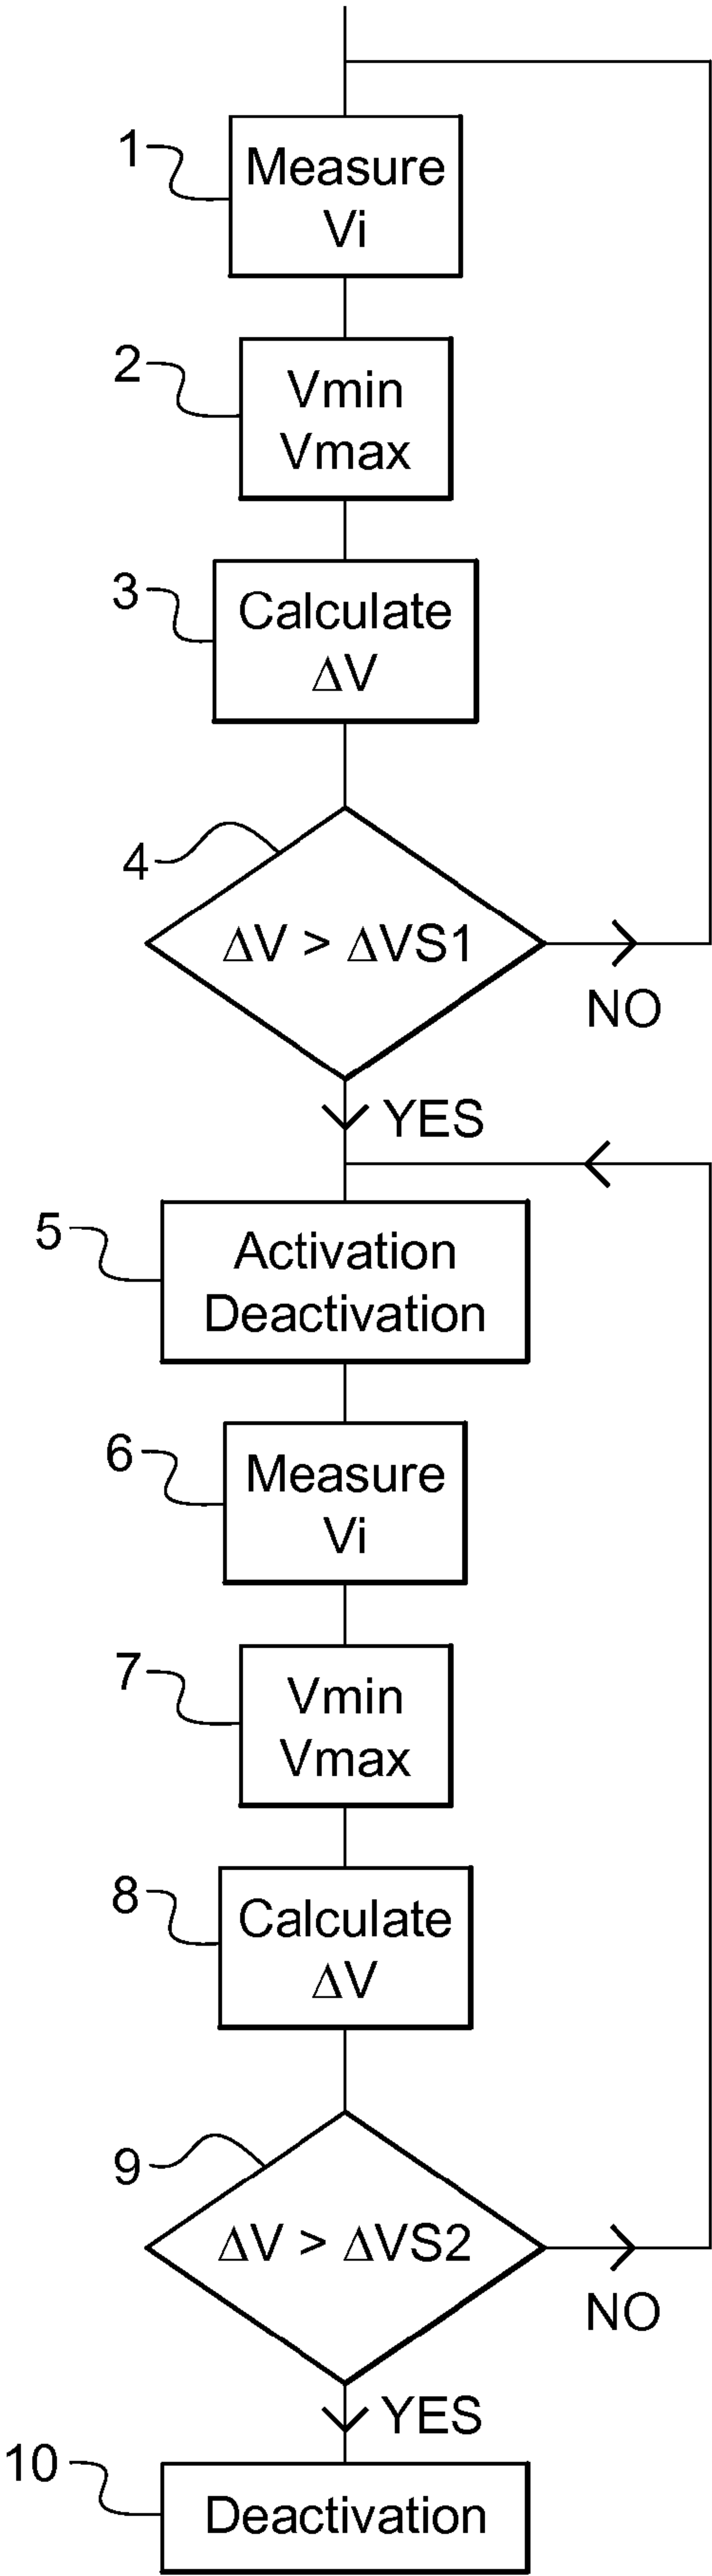 1
Measure
Vi
2
Vmin
Vmax
3
Calculate
ΔV
4
ΔV > ΔVS1
NO
YES
5
Activation
Deactivation
6
Measure
Vi
7
Vmin
Vmax
8
Calculate
ΔV
9
ΔV > ΔVS2
NO
YES
10
Deactivation